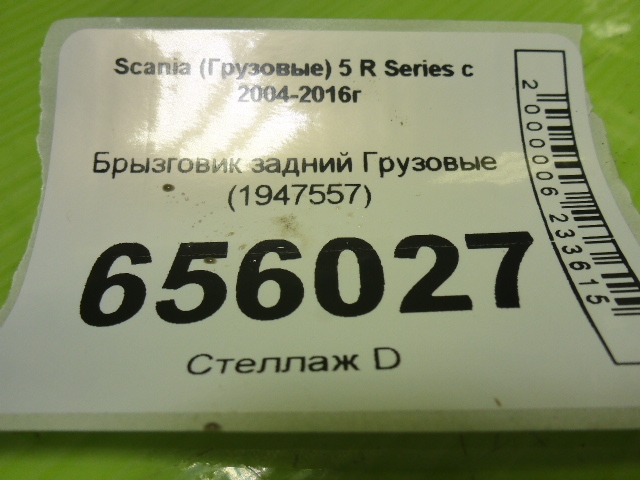 Scania (Грузовые) 5 R Series с
2004-2016г
Брызговик задний Грузовые
(1947557)
656027
Стеллаж D
2000006233615